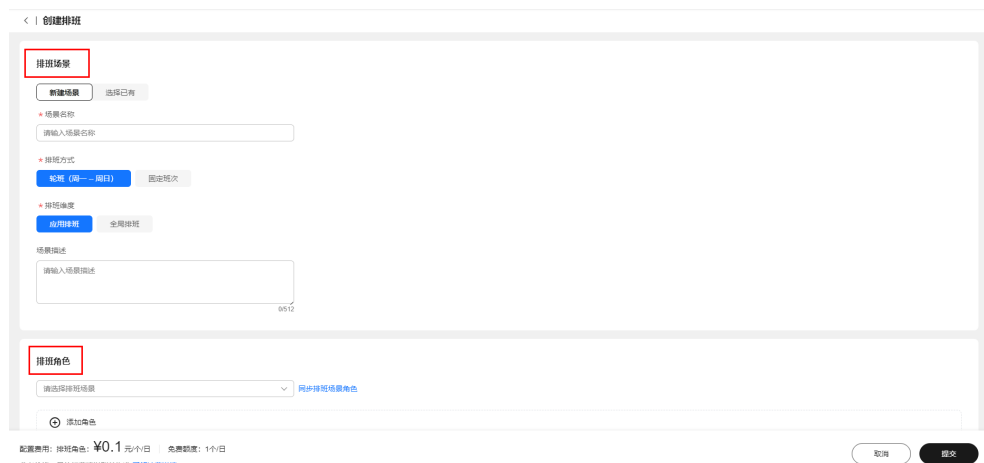 < | 创建排班
排班场景
新建场景 选择已有
* 场景名称
请输入场景名称
* 排班方式
轮班 (周一 – 周日) 固定班次
* 排班维度
应用排班 全局排班
场景描述
请输入场景描述
0/512
排班角色
请选择排班场景 同步排班场景角色
添加角色
配置费用: 排班角色: ¥0.1 元/个/日 免费额度: 1个/日
取消 提交